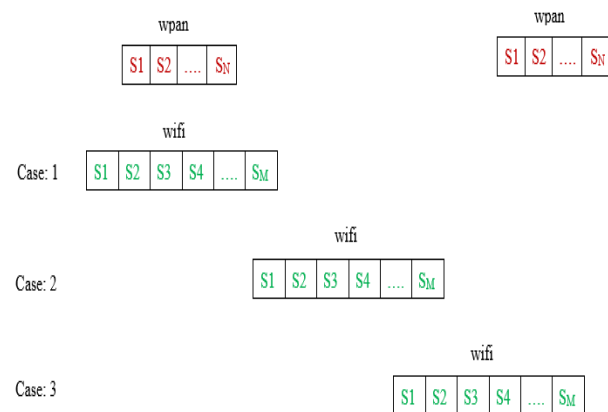 wpan wpan
S1 S2 .... SN S1 S2 .... SN
wifi
Case: 1 S1 S2 S3 S4 .... SM
wifi
Case: 2 S1 S2 S3 S4 .... SM
wifi
Case: 3 S1 S2 S3 S4 .... SM